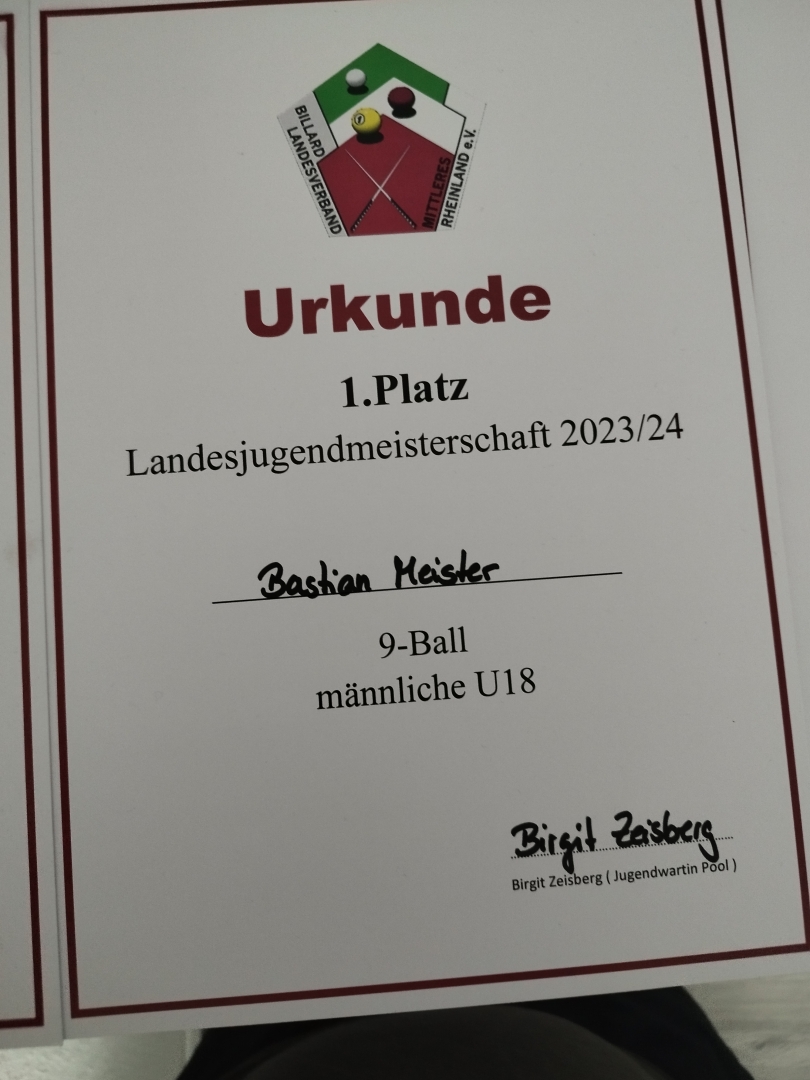 BILLARD
LANDESVERBAND
MITTLERES
RHEINLAND e.V.
Urkunde
1.Platz
Landesjugendmeisterschaft 2023/24
Bastian Meister
9-Ball
männliche U18
Birgit Zeisberg
Birgit Zeisberg ( Jugendwartin Pool )